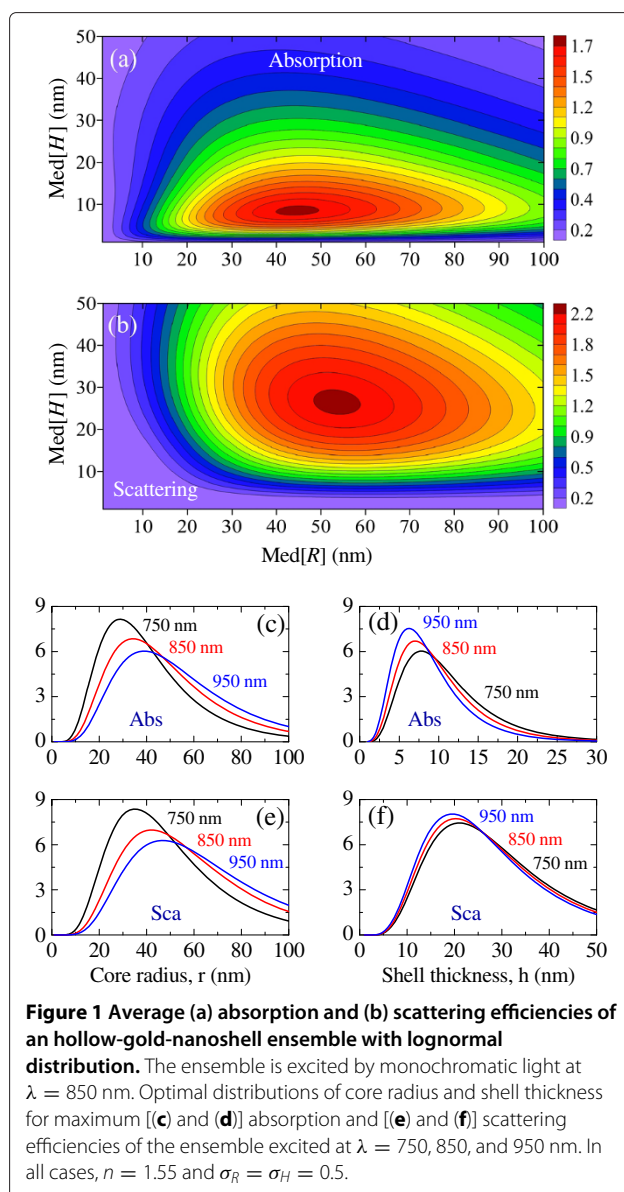 50
40
30
20
10
Med[H] (nm)
(a)
Absorption
10 20 30 40 50 60 70 80 90 100
1.7
1.5
1.2
0.9
0.7
0.4
0.2
50
40
30
20
10
Med[H] (nm)
(b)
Scattering
10 20 30 40 50 60 70 80 90 100
Med[R] (nm)
2.2
1.8
1.5
1.2
0.9
0.5
0.2
9
6
3
0
750 nm
850 nm
950 nm
(c)
Abs
0 20 40 60 80 100
9
6
3
0
950 nm
850 nm
750 nm
(d)
Abs
0 5 10 15 20 25 30
9
6
3
0
750 nm
850 nm
950 nm
(e)
Sca
0 20 40 60 80 100
Core radius, r (nm)
9
6
3
0
950 nm
850 nm
750 nm
(f)
Sca
0 10 20 30 40 50
Shell thickness, h (nm)
Figure 1 Average (a) absorption and (b) scattering efficiencies of
an hollow-gold-nanoshell ensemble with lognormal
distribution. The ensemble is excited by monochromatic light at
λ = 850 nm. Optimal distributions of core radius and shell thickness
for maximum [(c) and (d)] absorption and [(e) and (f)] scattering
efficiencies of the ensemble excited at λ = 750, 850, and 950 nm. In
all cases, n = 1.55 and σR = σH = 0.5.